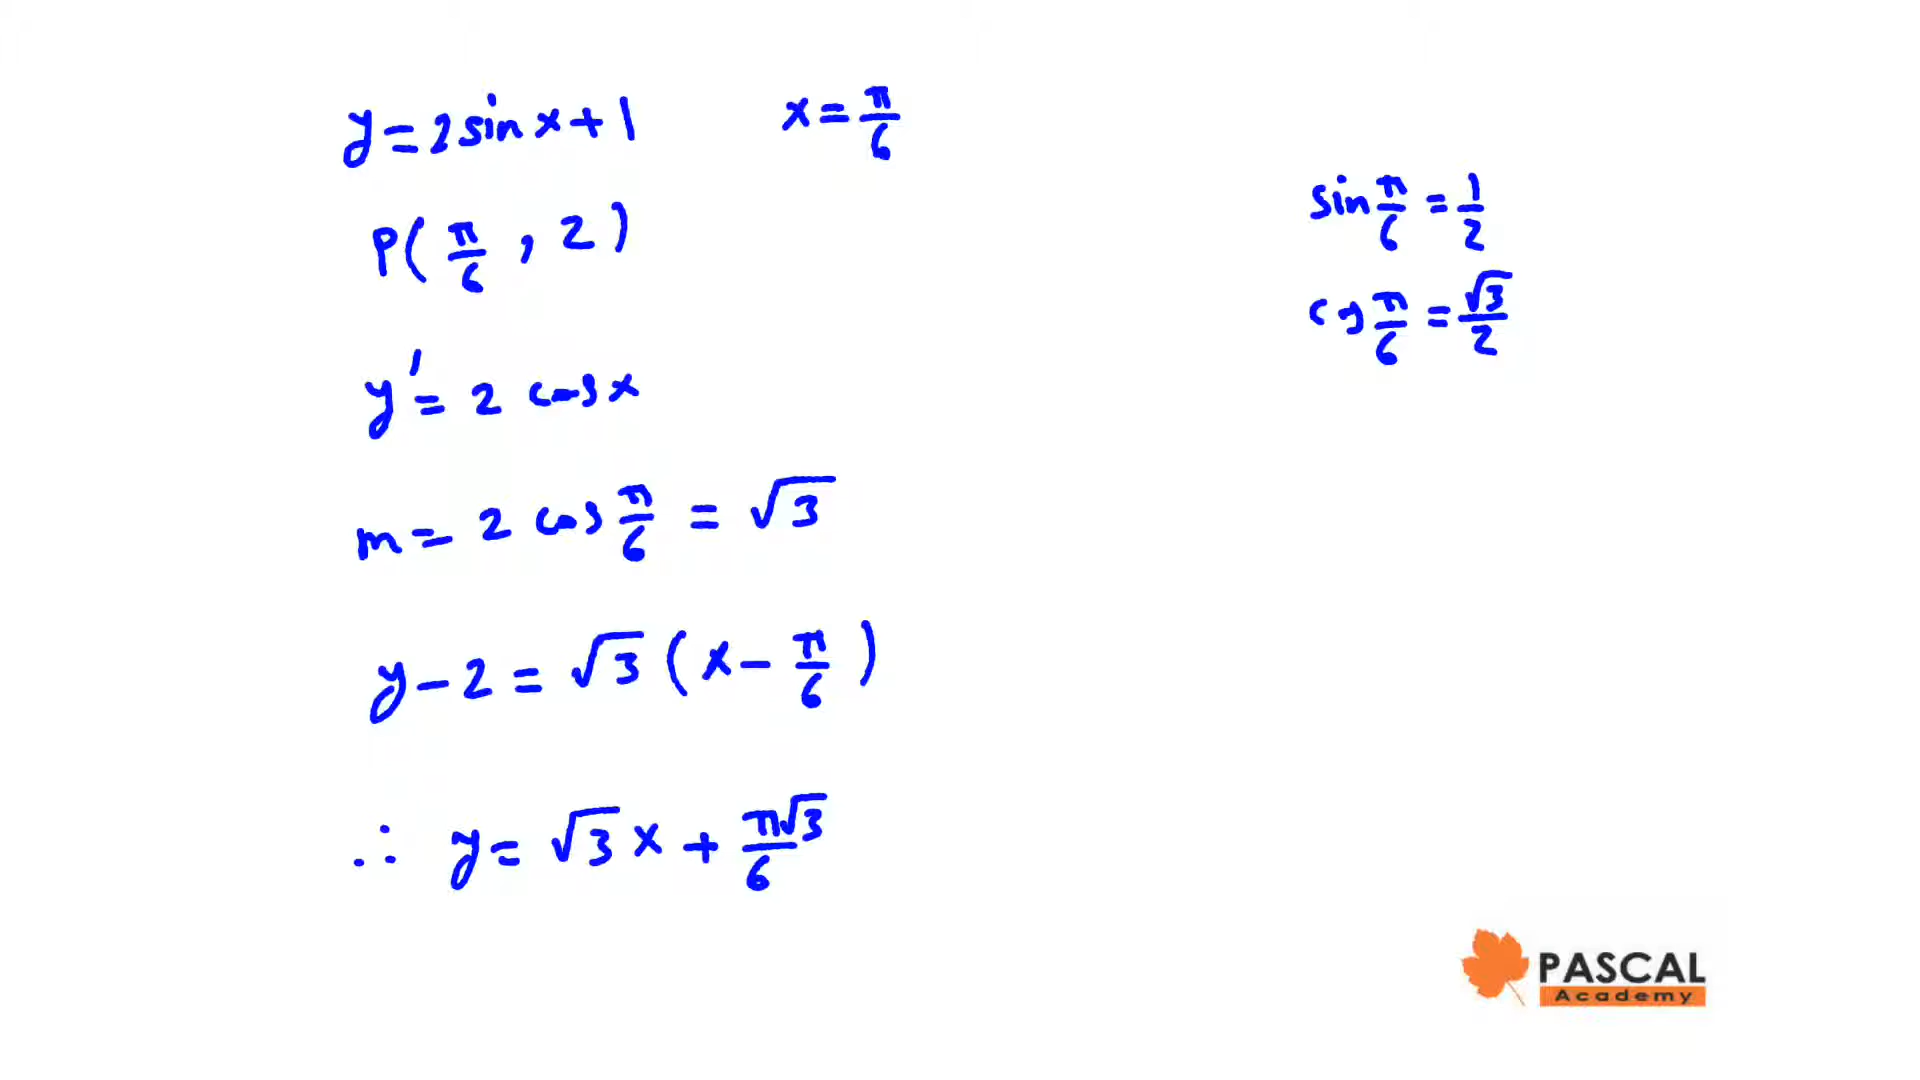 y = 2 sin x + 1    x = π/6
P(π/6, 2)
sin π/6 = 1/2
cos π/6 = √3/2
y' = 2 cos x
m = 2 cos π/6 = √3
y - 2 = √3 (x - π/6)
∴ y = √3 x + π√3/6
PASCAL
Academy